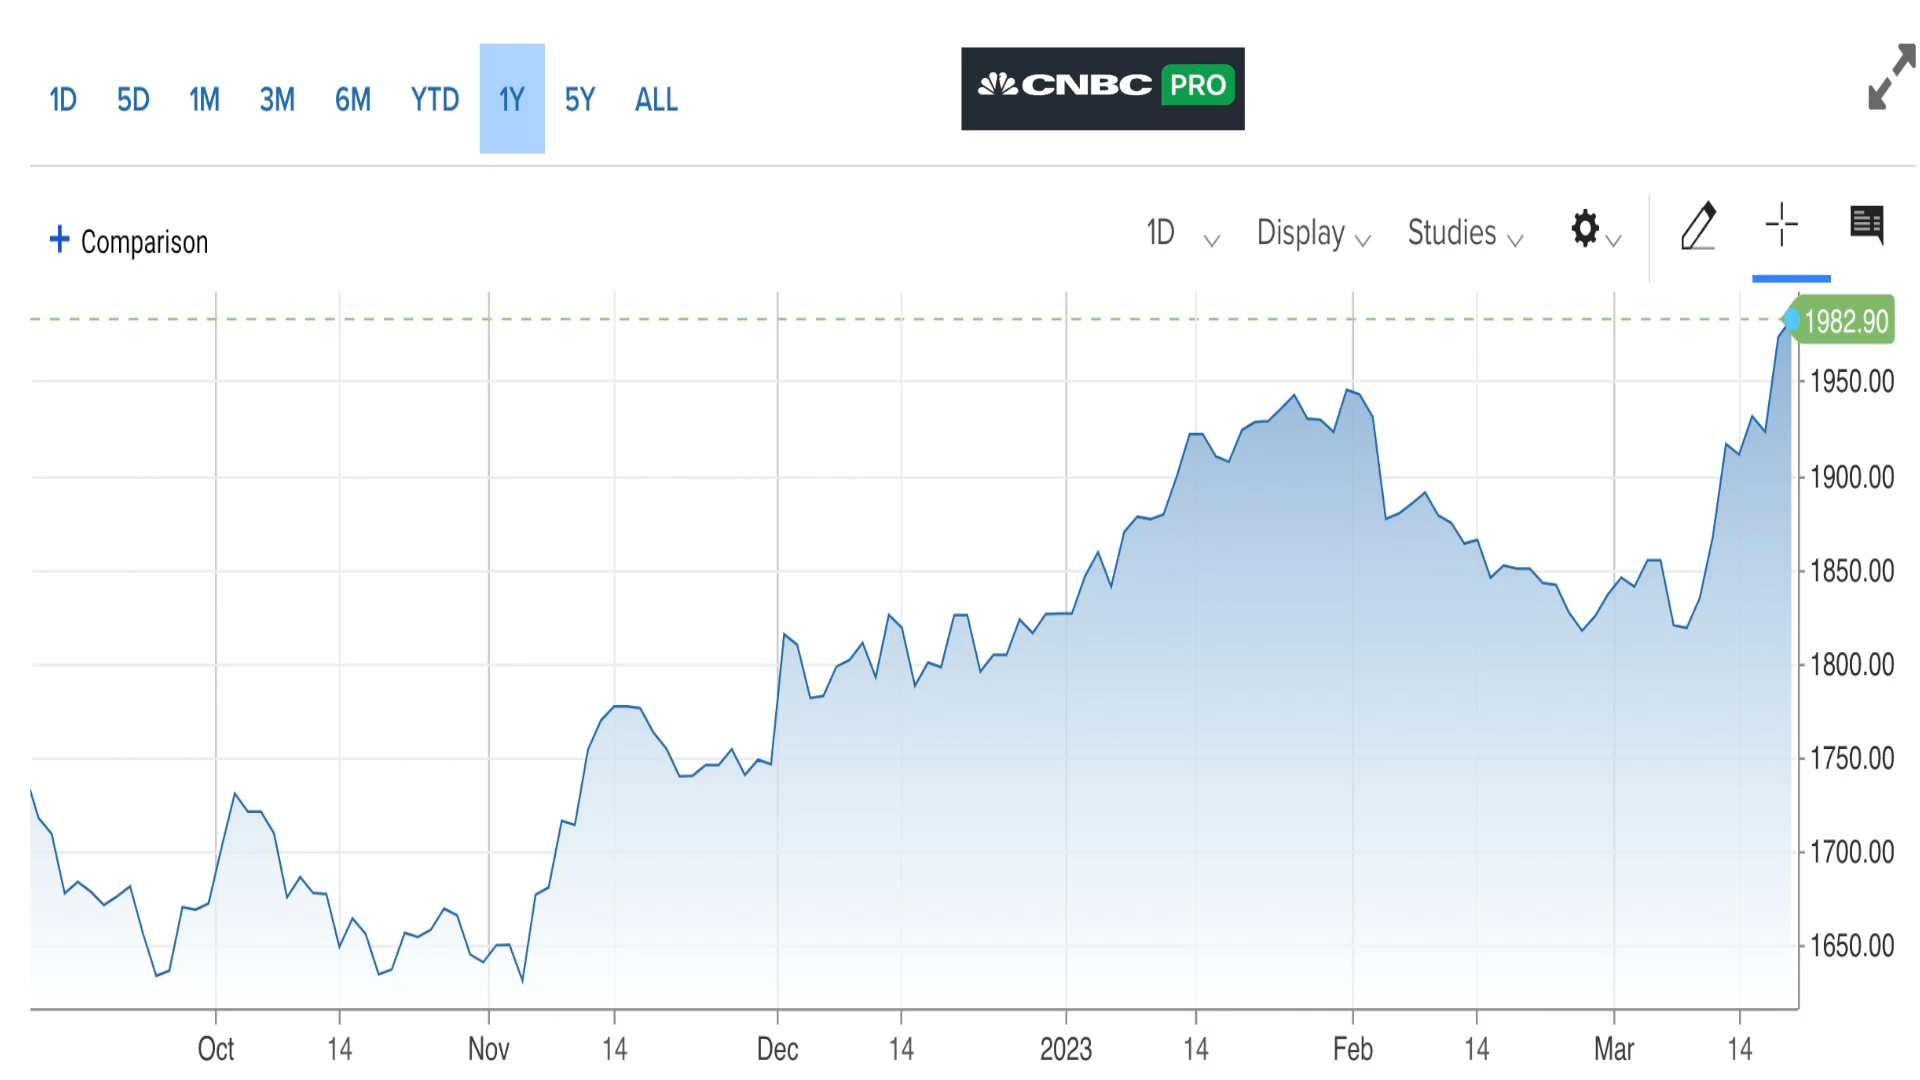 1D 5D 1M 3M 6M YTD 1Y 5Y ALL
CNBC PRO
+ Comparison
1D Display Studies
1982.90
1950.00
1900.00
1850.00
1800.00
1750.00
1700.00
1650.00
Oct 14 Nov 14 Dec 14 2023 14 Feb 14 Mar 14